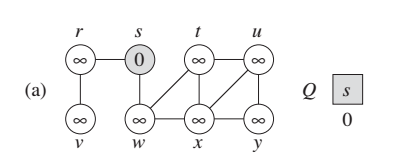 r s t u
∞ 0 ∞ ∞
(a) Q s
∞ ∞ ∞ ∞ 0
v w x y